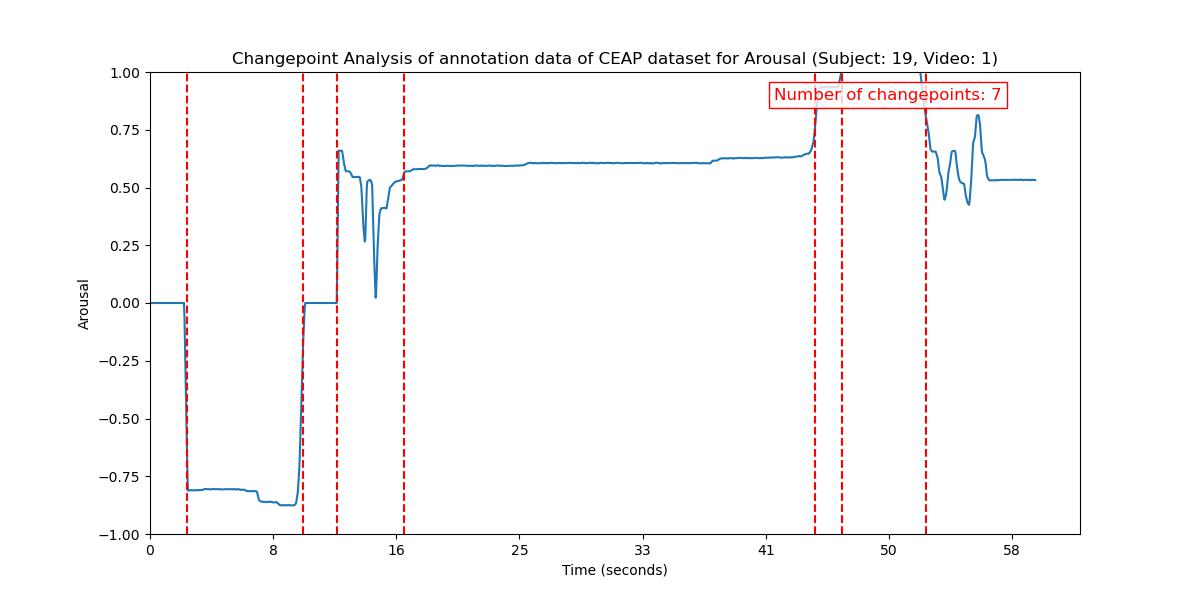 Changepoint Analysis of annotation data of CEAP dataset for Arousal (Subject: 19, Video: 1)
Number of changepoints: 7
1.00
0.75
0.50
0.25
0.00
−0.25
−0.50
−0.75
−1.00
Arousal
0 8 16 25 33 41 50 58
Time (seconds)